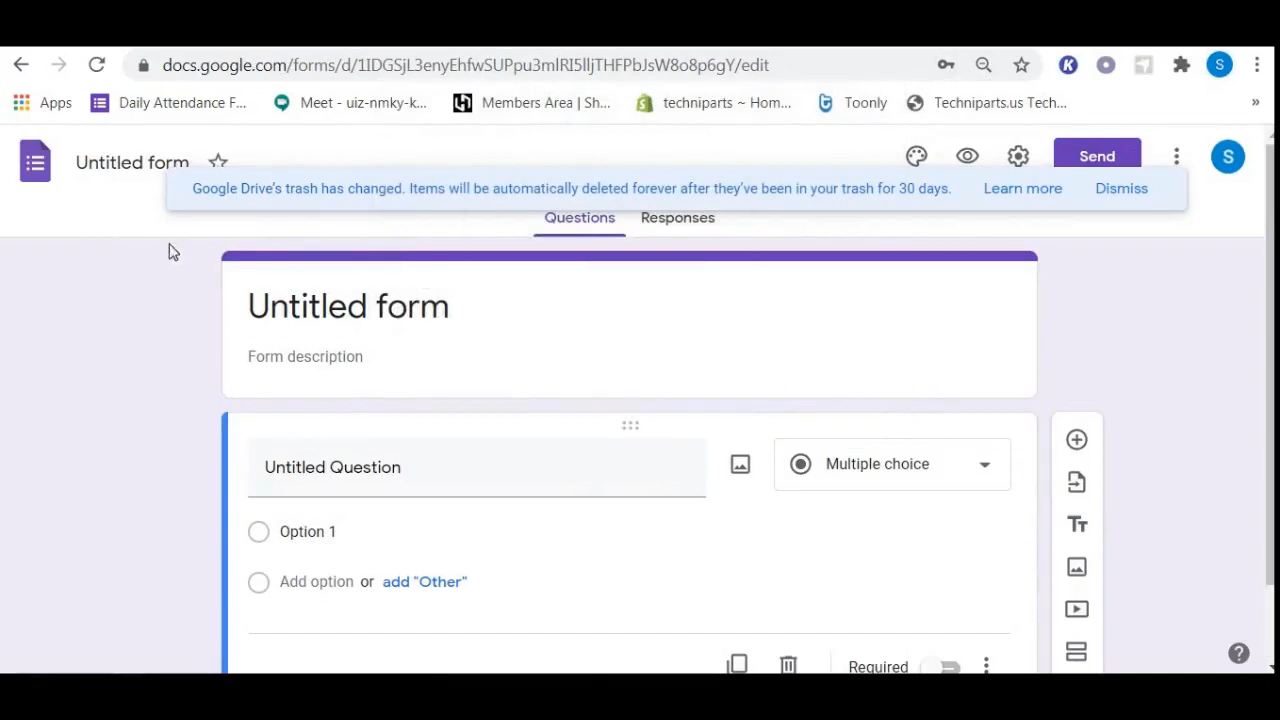 docs.google.com/forms/d/1IDGSjL3enyEhfwSUPpu3mlRI5lljTHFPbJsW8o8p6gY/edit
K
S
Apps
Daily Attendance F...
Meet - uiz-nmky-k...
Members Area | Sh...
techniparts ~ Hom...
Toonly
Techniparts.us Tech...
»
Untitled form
Send
S
Google Drive's trash has changed. Items will be automatically deleted forever after they've been in your trash for 30 days.
Learn more
Dismiss
Questions
Responses
Untitled form
Form description
Untitled Question
Multiple choice
Option 1
Add option or add "Other"
Required